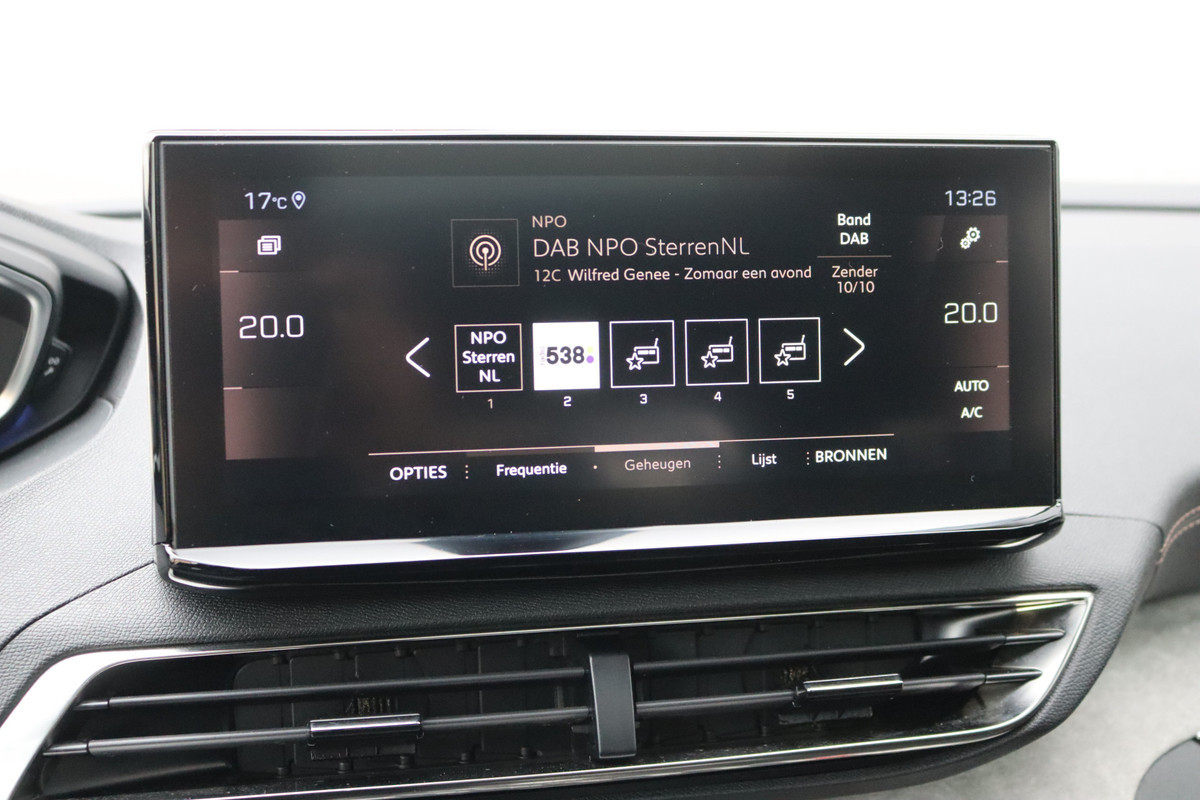 17°C
13:26
NPO
DAB NPO SterrenNL
12C Wilfred Genee - Zomaar een avond
Band
DAB
Zender
10/10
20.0
20.0
NPO
Sterren
NL
538
1
2
3
4
5
AUTO
A/C
OPTIES
Frequentie
Geheugen
Lijst
BRONNEN